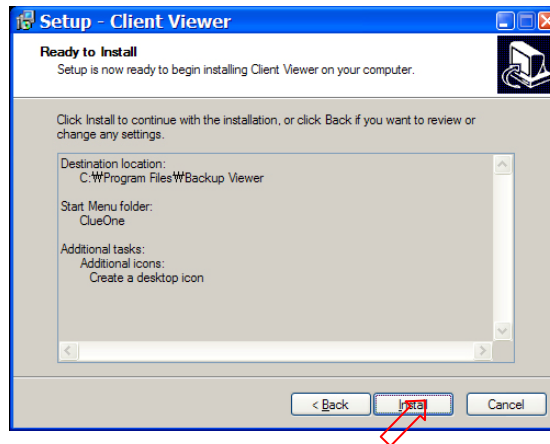 Setup - Client Viewer
Ready to Install
Setup is now ready to begin installing Client Viewer on your computer.
Click Install to continue with the installation, or click Back if you want to review or
change any settings.
Destination location:
C:₩Program Files₩Backup Viewer
Start Menu folder:
ClueOne
Additional tasks:
Additional icons:
Create a desktop icon
< Back
Install
Cancel